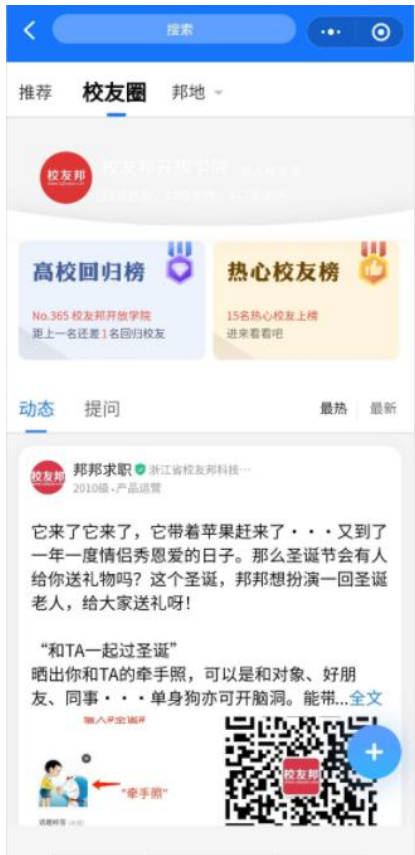 搜索
推荐 校友圈 邦地
校友邦
校友邦开放学院
高校回归榜
No.365 校友邦开放学院
距上一名还差1名回归校友
热心校友榜
15名热心校友上榜
进来看看吧
动态 提问 最热 最新
校友邦
邦邦求职 浙江省校友邦科技…
2010级·产品运营
它来了它来了，它带着苹果赶来了···又到了
一年一度情侣秀恩爱的日子。那么圣诞节会有人
给你送礼物吗？这个圣诞，邦邦想扮演一回圣诞
老人，给大家送礼呀！
“和TA一起过圣诞”
晒出你和TA的牵手照，可以是和对象、好朋
友、同事···单身狗亦可开脑洞。能带...全文
“牵手照”
校友邦